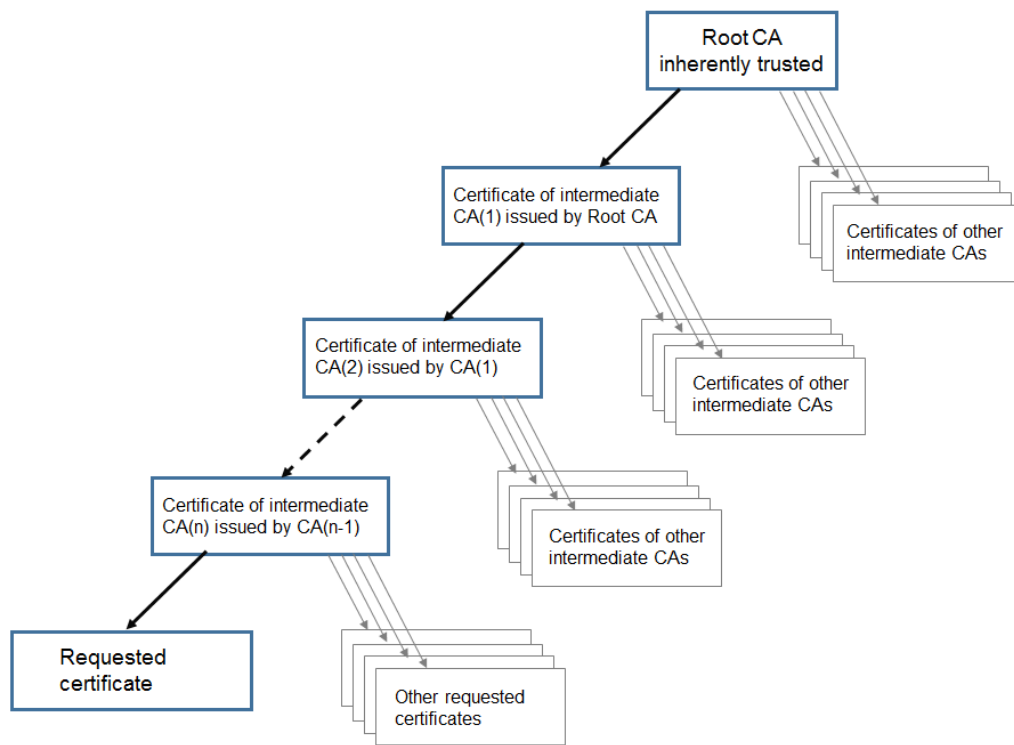 Root CA
inherently trusted
Certificate of intermediate
CA(1) issued by Root CA
Certificates of other
intermediate CAs
Certificate of intermediate
CA(2) issued by CA(1)
Certificates of other
intermediate CAs
Certificate of intermediate
CA(n) issued by CA(n-1)
Certificates of other
intermediate CAs
Requested
certificate
Other requested
certificates